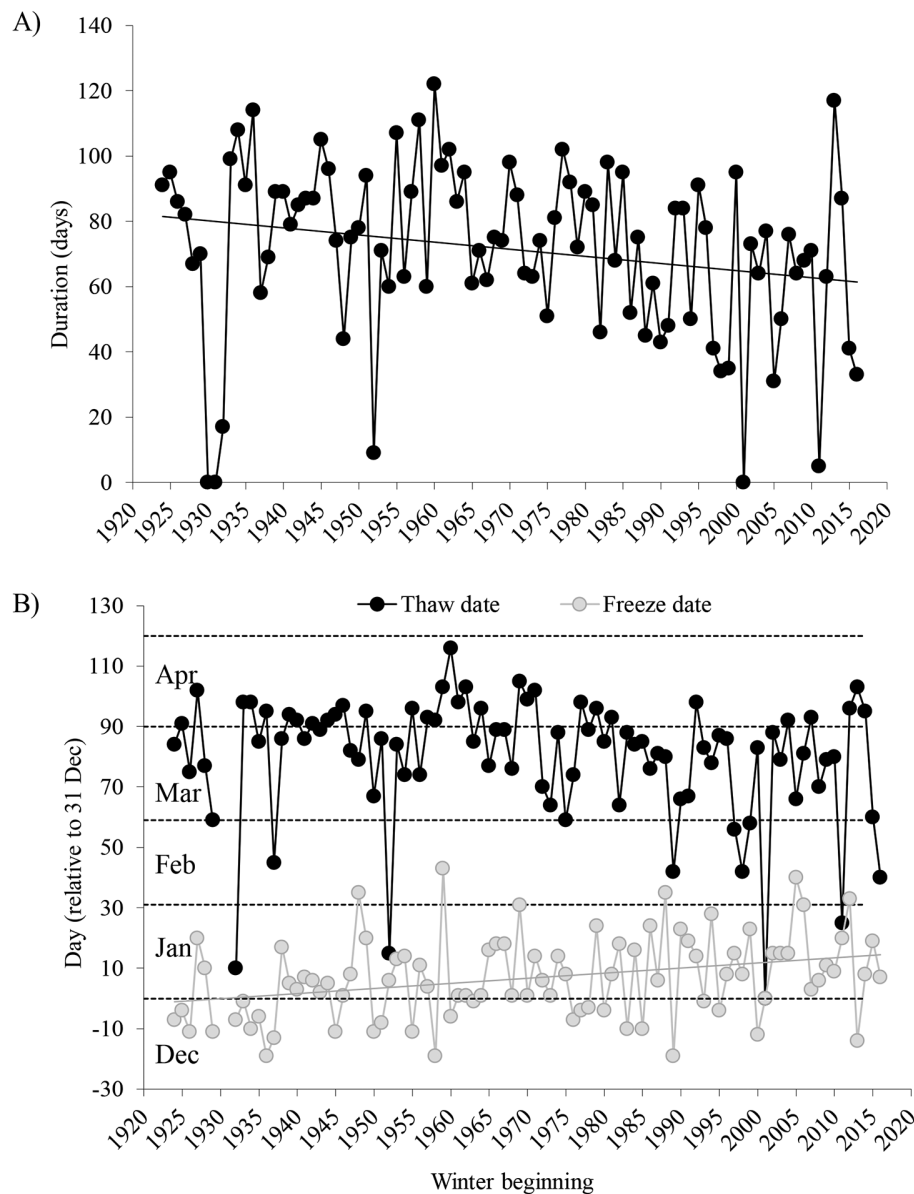 A)
Duration (days)
140
120
100
80
60
40
20
0
1920 1925 1930 1935 1940 1945 1950 1955 1960 1965 1970 1975 1980 1985 1990 1995 2000 2005 2010 2015 2020
B)
Thaw date Freeze date
Day (relative to 31 Dec)
130
110
90
70
50
30
10
-10
-30
Apr
Mar
Feb
Jan
Dec
1920 1925 1930 1935 1940 1945 1950 1955 1960 1965 1970 1975 1980 1985 1990 1995 2000 2005 2010 2015 2020
Winter beginning